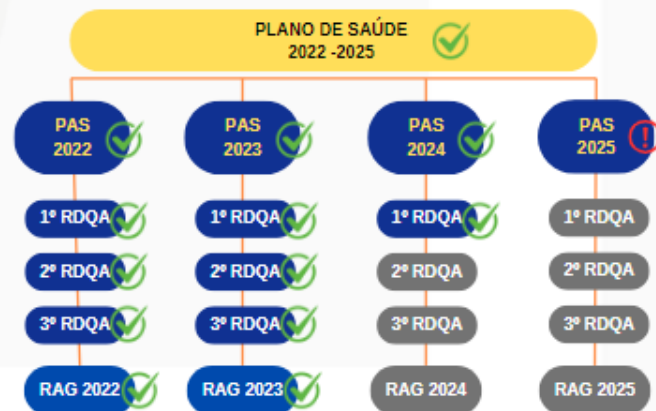 PLANO DE SAÚDE
2022 -2025
PAS
2022
PAS
2023
PAS
2024
PAS
2025
1º RDQA
1º RDQA
1º RDQA
1º RDQA
2º RDQA
2º RDQA
2º RDQA
2º RDQA
3º RDQA
3º RDQA
3º RDQA
3º RDQA
RAG 2022
RAG 2023
RAG 2024
RAG 2025